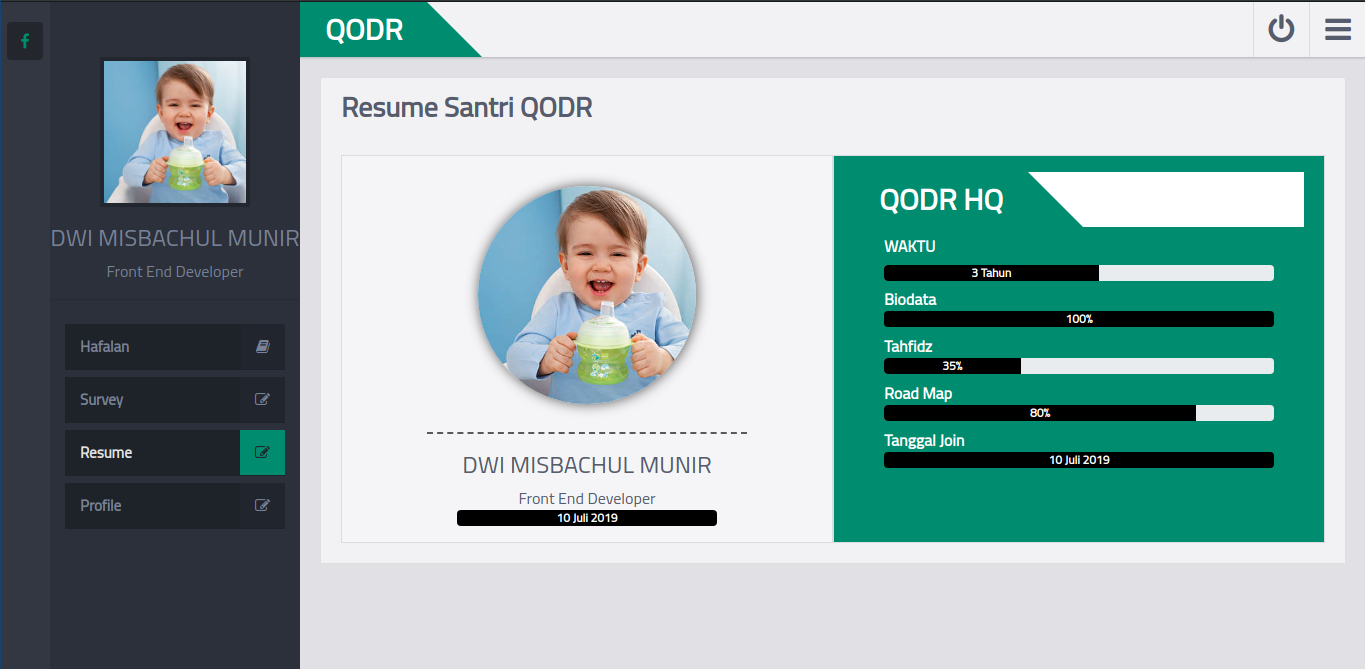 QODR
DWI MISBACHUL MUNIR
Front End Developer
Hafalan
Survey
Resume
Profile
Resume Santri QODR
DWI MISBACHUL MUNIR
Front End Developer
10 Juli 2019
QODR HQ
WAKTU
3 Tahun
Biodata
100%
Tahfidz
35%
Road Map
80%
Tanggal Join
10 Juli 2019